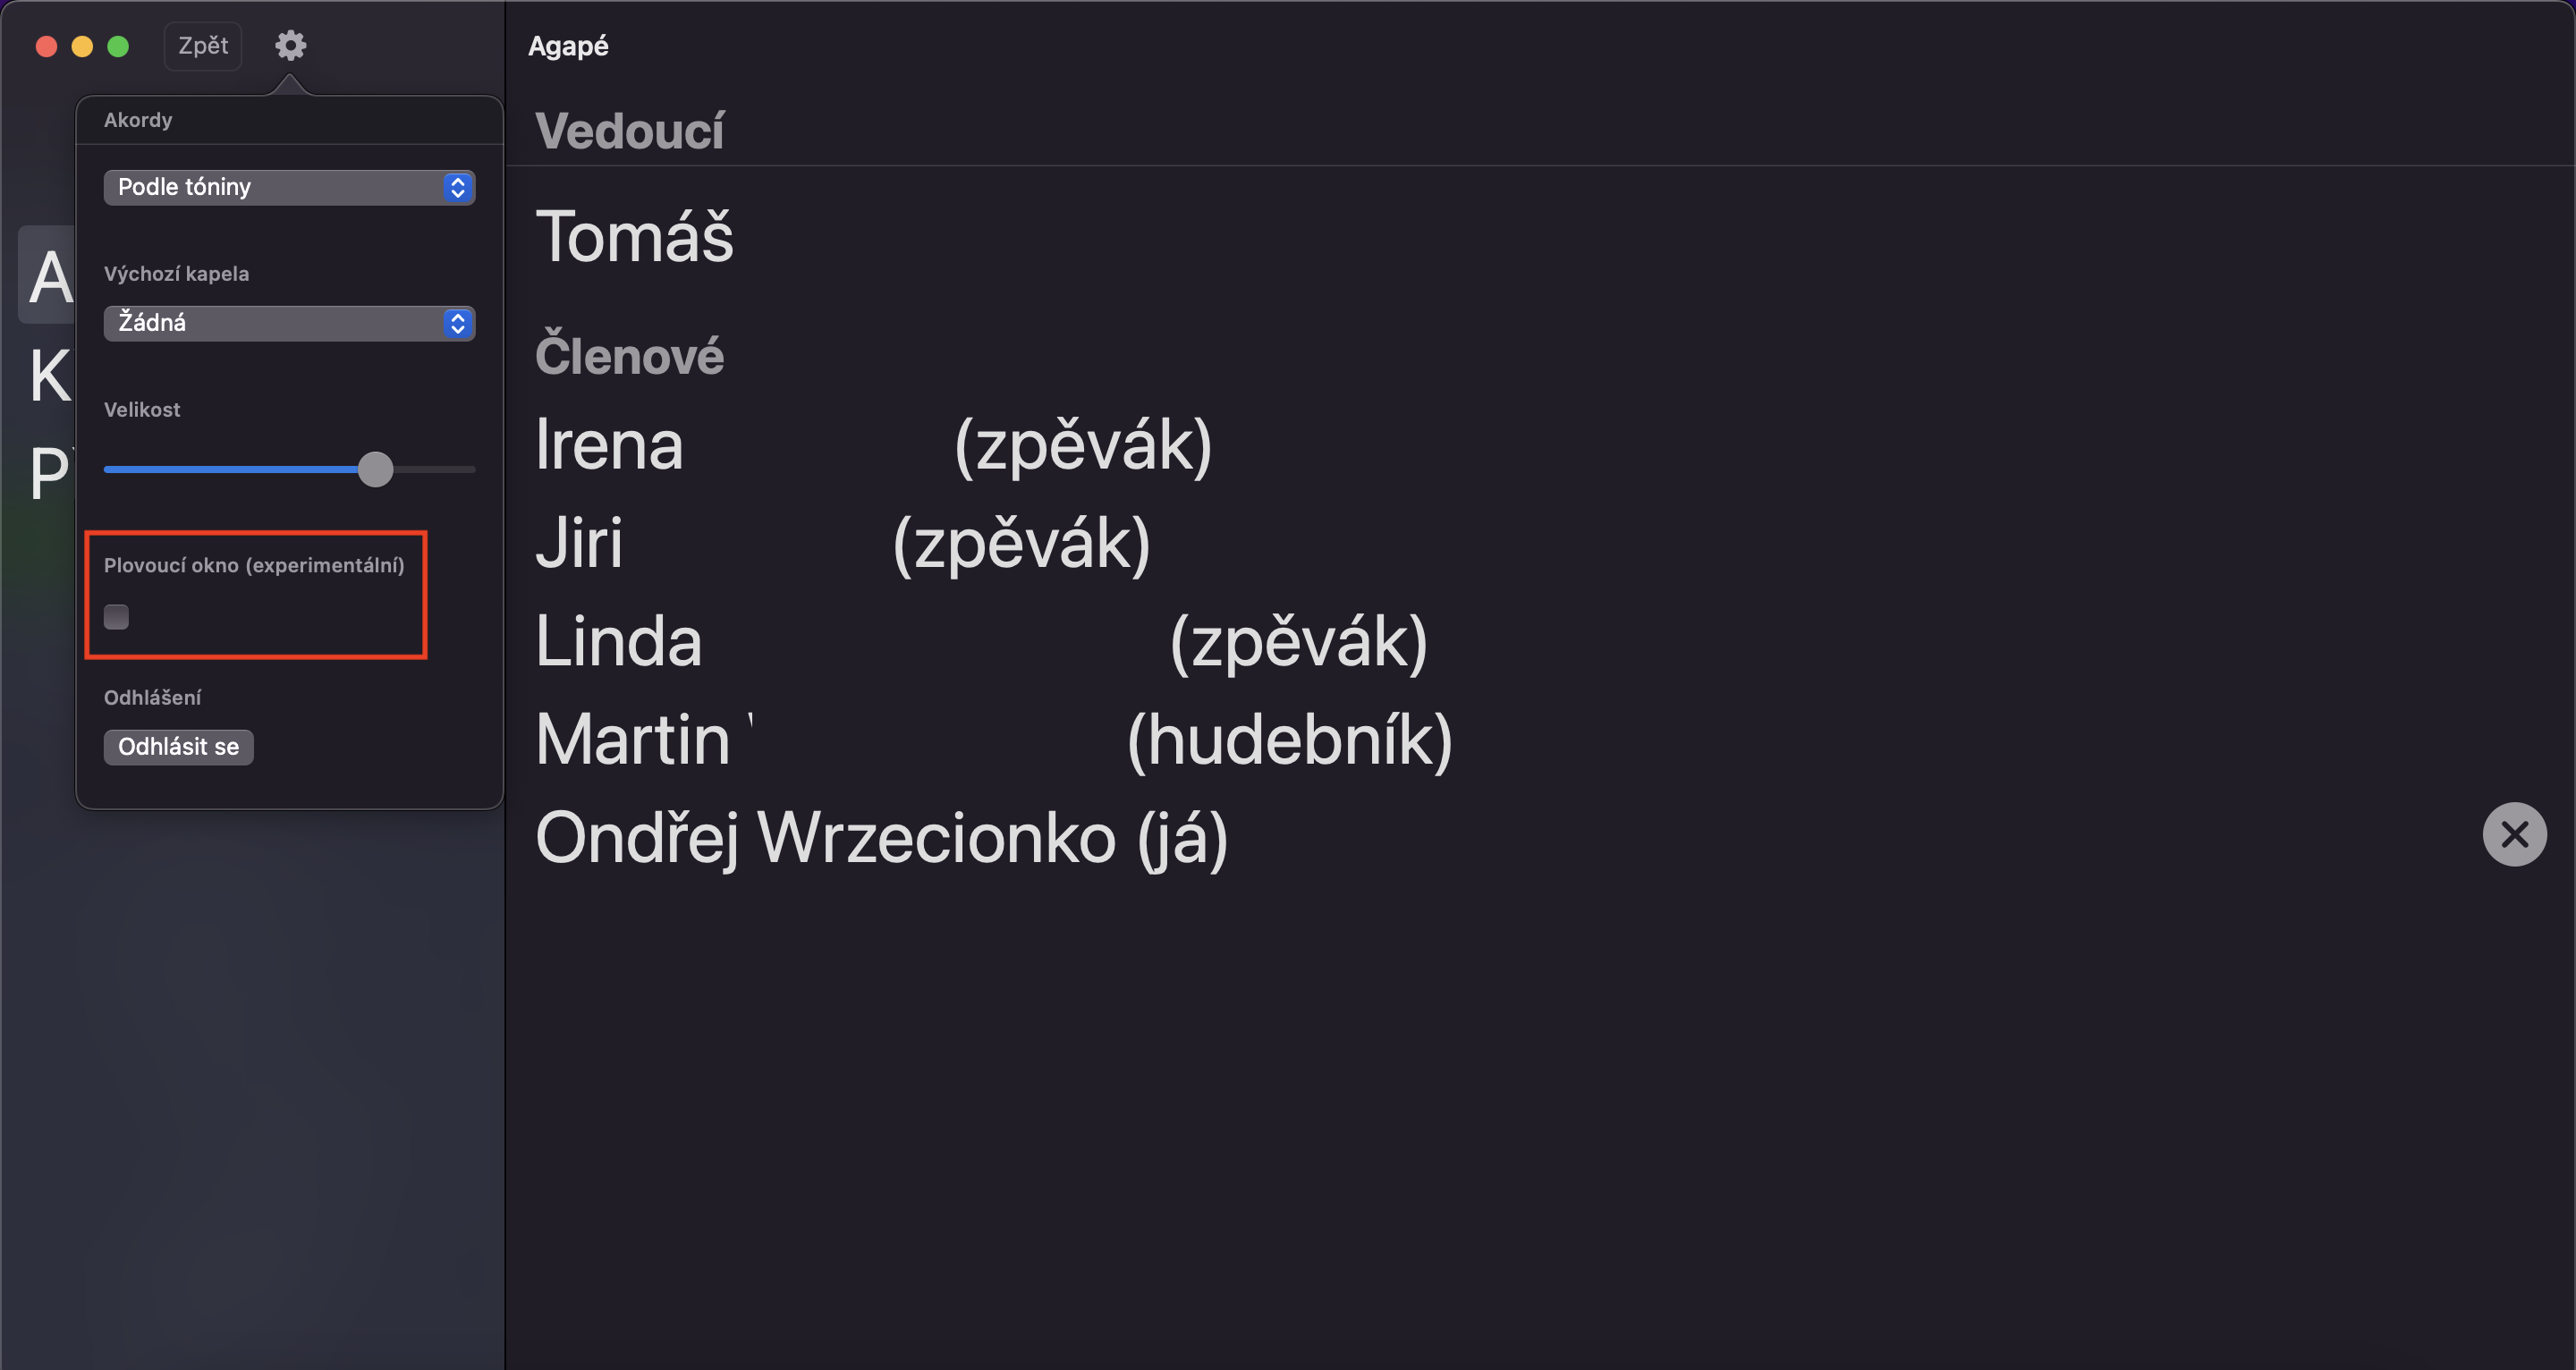 Zpět
Agapé
Akordy
Podle tóniny
Výchozí kapela
Žádná
Velikost
Plovoucí okno (experimentální)
Odhlášení
Odhlásit se
A
K
P
Vedoucí
Tomáš
Členové
Irena (zpěvák)
Jiri (zpěvák)
Linda (zpěvák)
Martin (hudebník)
Ondřej Wrzecionko (já)